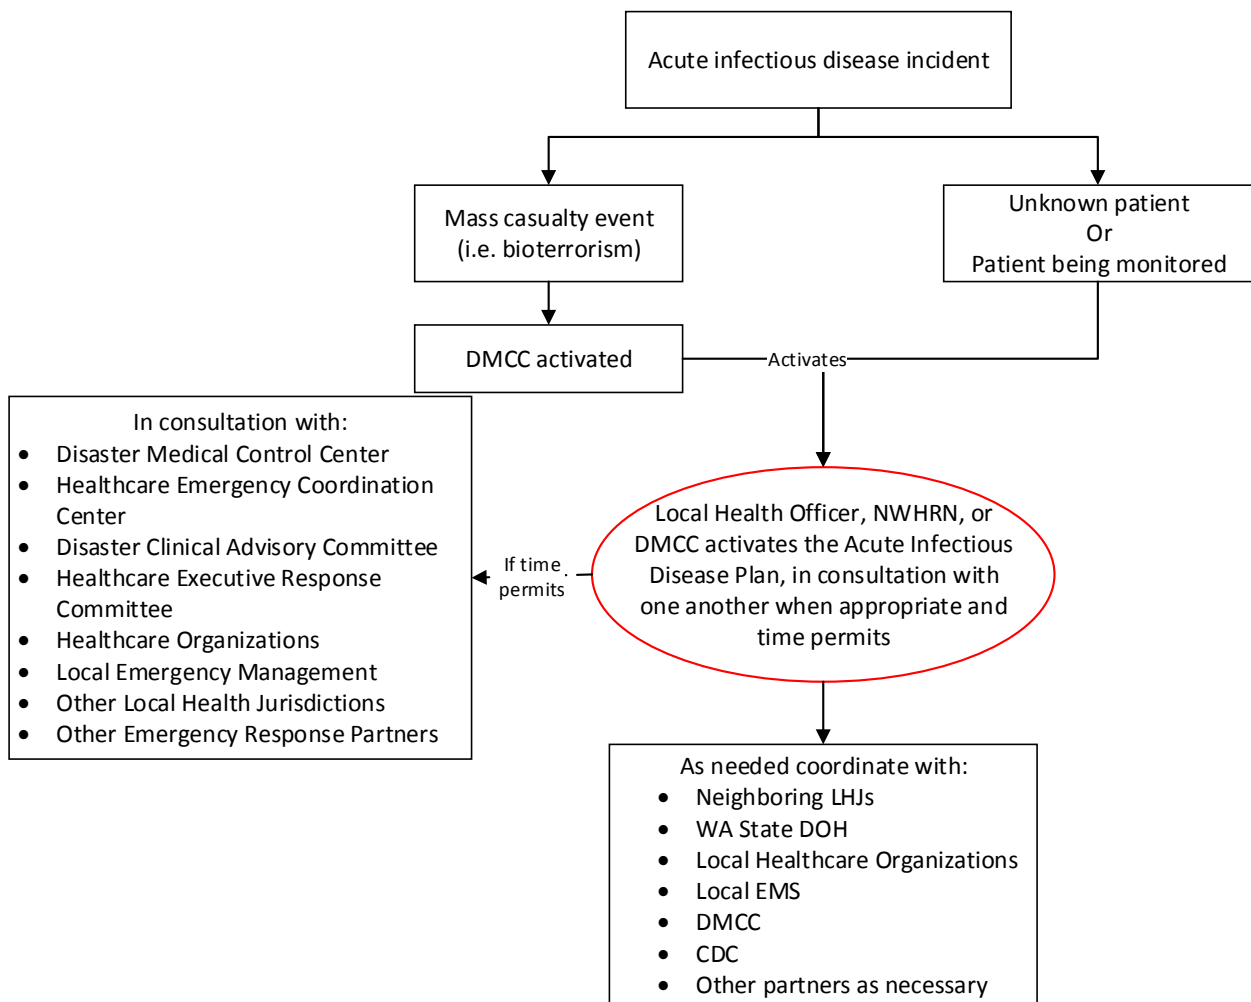 Acute infectious disease incident
Mass casualty event
(i.e. bioterrorism)
Unknown patient
Or
Patient being monitored
DMCC activated
Activates
In consultation with:
• Disaster Medical Control Center
• Healthcare Emergency Coordination
Center
• Disaster Clinical Advisory Committee
• Healthcare Executive Response
Committee
• Healthcare Organizations
• Local Emergency Management
• Other Local Health Jurisdictions
• Other Emergency Response Partners
If time
permits
Local Health Officer, NWHRN, or
DMCC activates the Acute Infectious
Disease Plan, in consultation with
one another when appropriate and
time permits
As needed coordinate with:
• Neighboring LHJs
• WA State DOH
• Local Healthcare Organizations
• Local EMS
• DMCC
• CDC
• Other partners as necessary